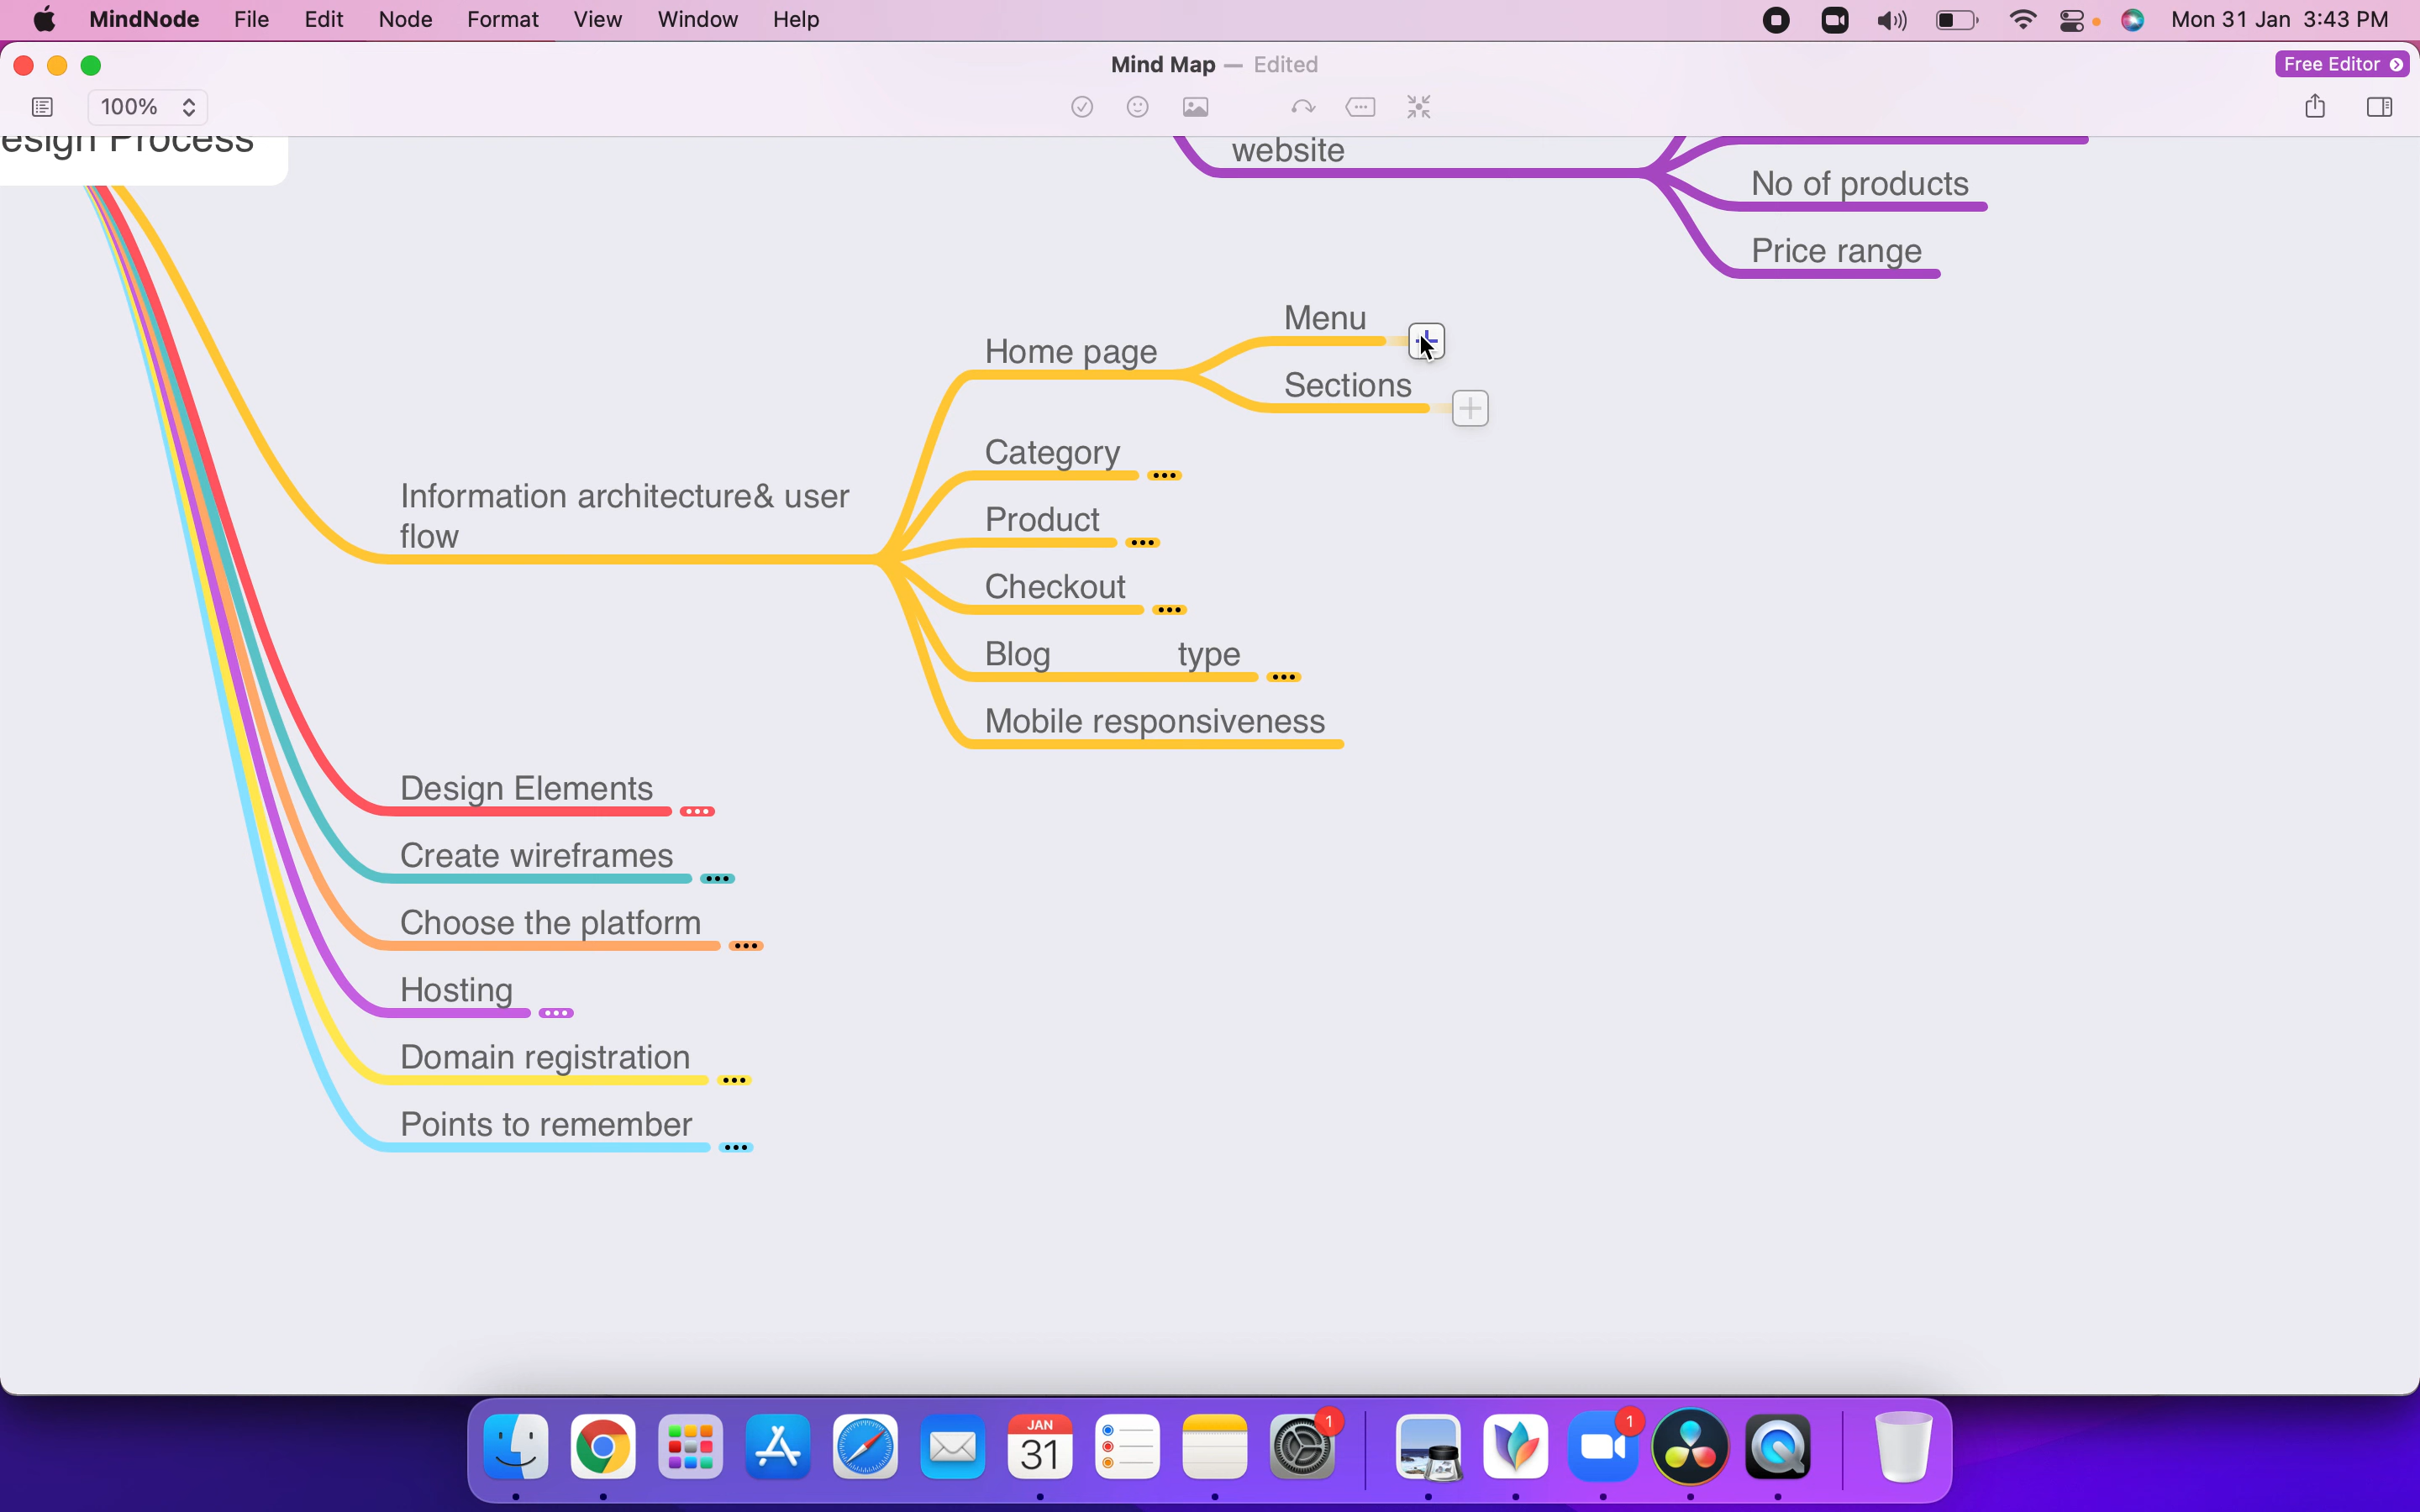 MindNode File Edit Node Format View Window Help Mon 31 Jan 3:43 PM
Mind Map — Edited
Free Editor
100%
esign Process
website
No of products
Price range
Menu
Home page
Sections
Category
Information architecture& user
flow
Product
Checkout
Blog type
Mobile responsiveness
Design Elements
Create wireframes
Choose the platform
Hosting
Domain registration
Points to remember
JAN
31
1
1